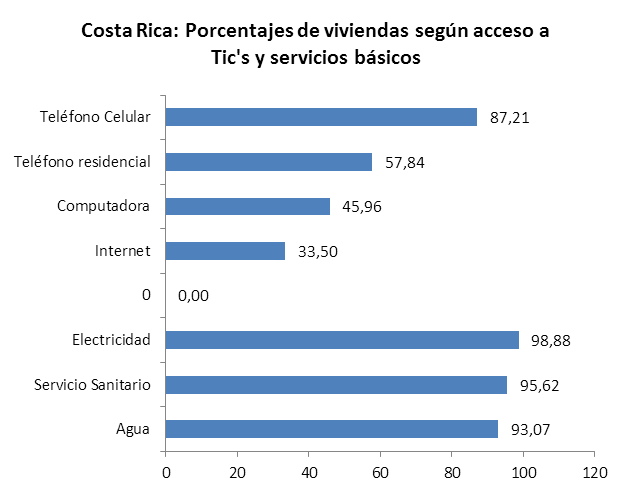 Costa Rica: Porcentajes de viviendas según acceso a
Tic's y servicios básicos
Teléfono Celular 87,21
Teléfono residencial 57,84
Computadora 45,96
Internet 33,50
0 0,00
Electricidad 98,88
Servicio Sanitario 95,62
Agua 93,07
0 20 40 60 80 100 120